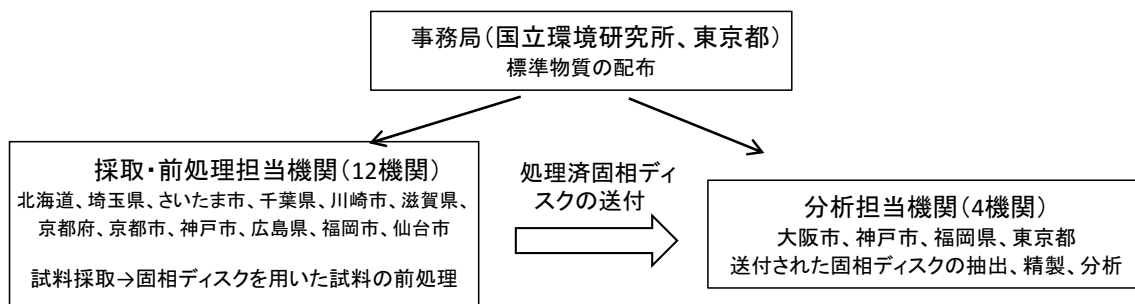 事務局(国立環境研究所、東京都)
標準物質の配布
採取・前処理担当機関(12機関)
北海道、埼玉県、さいたま市、千葉県、川崎市、滋賀県、
京都府、京都市、神戸市、広島県、福岡市、仙台市
試料採取→固相ディスクを用いた試料の前処理
処理済固相ディ
スクの送付
分析担当機関(4機関)
大阪市、神戸市、福岡県、東京都
送付された固相ディスクの抽出、精製、分析